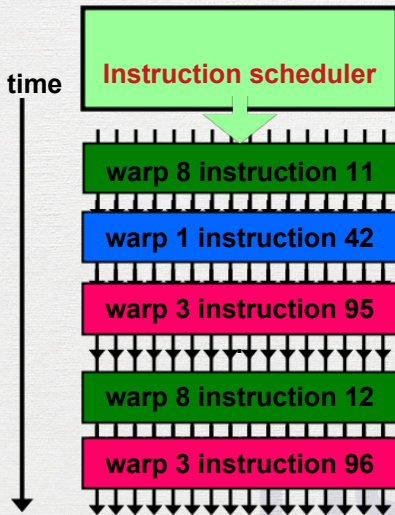 Instruction scheduler
time
warp 8 instruction 11
warp 1 instruction 42
warp 3 instruction 95
warp 8 instruction 12
warp 3 instruction 96